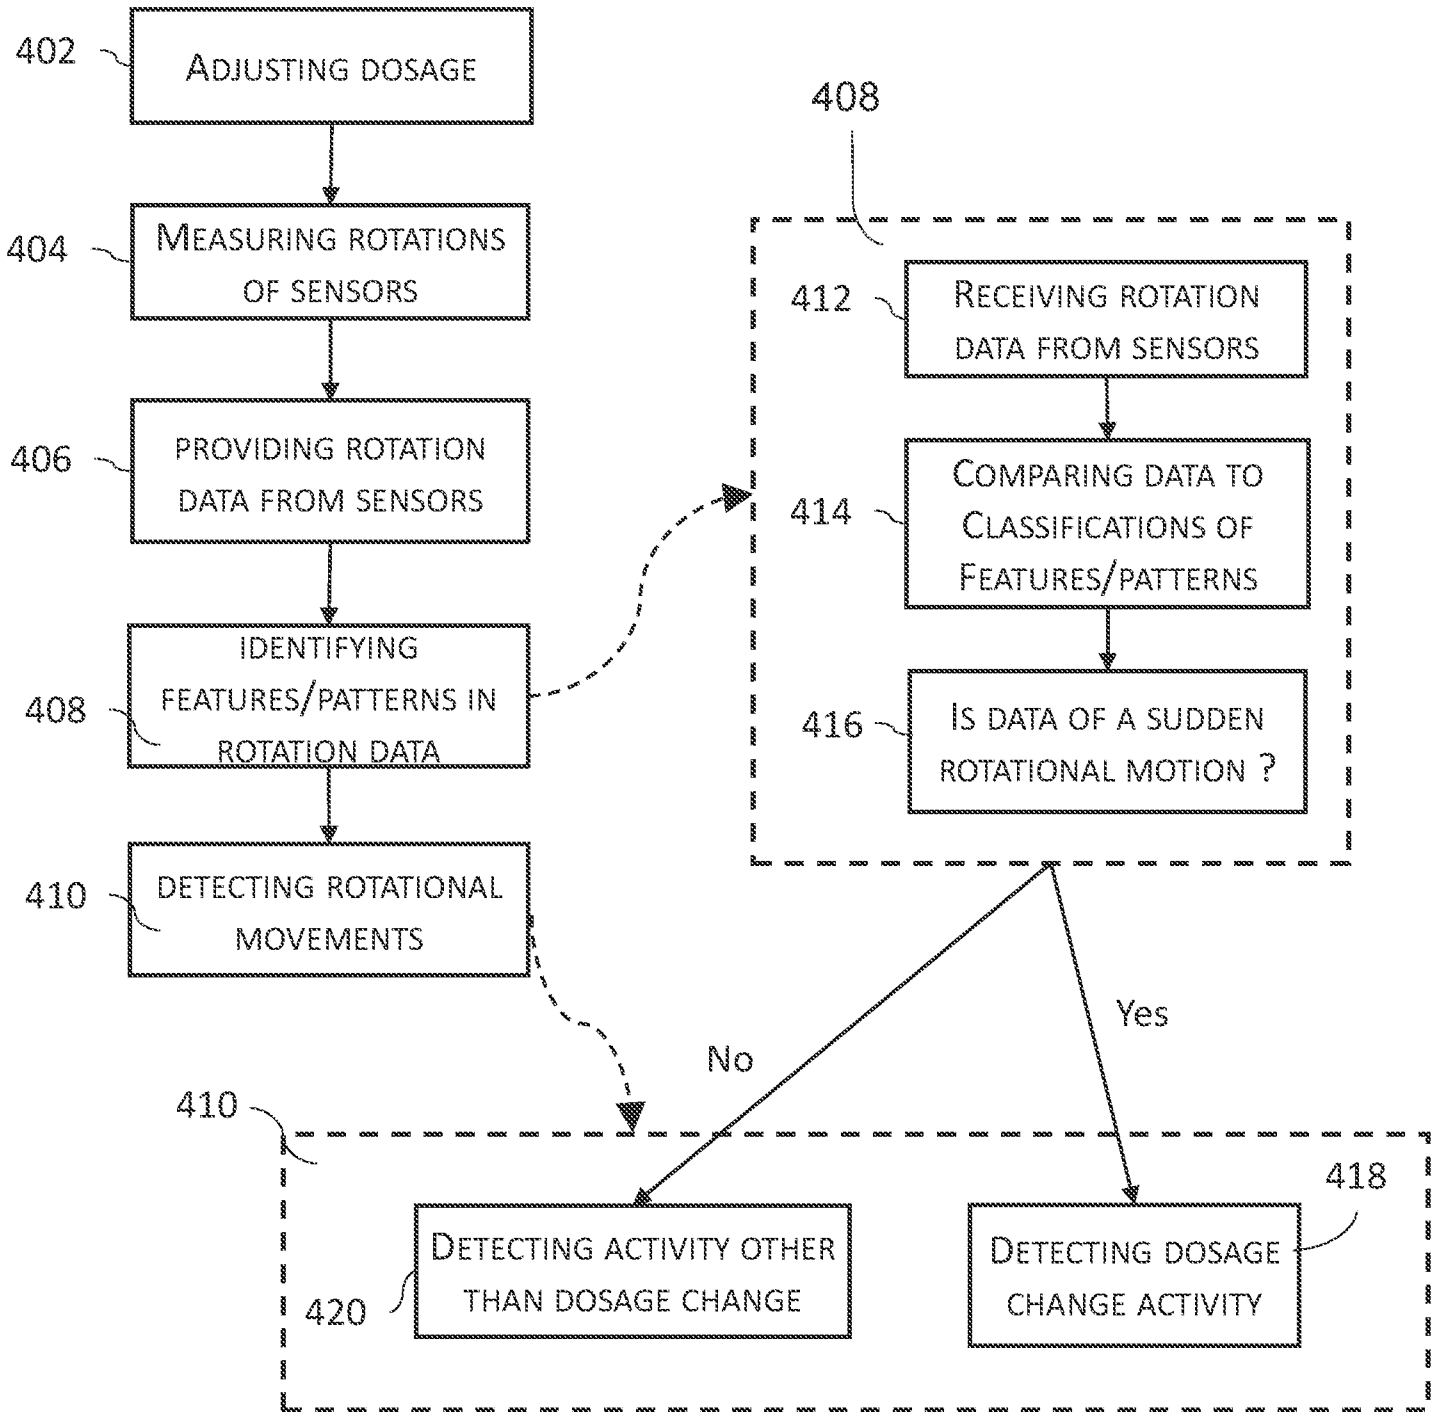 402
ADJUSTING DOSAGE
404
MEASURING ROTATIONS
OF SENSORS
406
PROVIDING ROTATION
DATA FROM SENSORS
408
IDENTIFYING
FEATURES/PATTERNS IN
ROTATION DATA
410
DETECTING ROTATIONAL
MOVEMENTS
408
412
RECEIVING ROTATION
DATA FROM SENSORS
414
COMPARING DATA TO
CLASSIFICATIONS OF
FEATURES/PATTERNS
416
IS DATA OF A SUDDEN
ROTATIONAL MOTION ?
No
Yes
410
420
DETECTING ACTIVITY OTHER
THAN DOSAGE CHANGE
418
DETECTING DOSAGE
CHANGE ACTIVITY